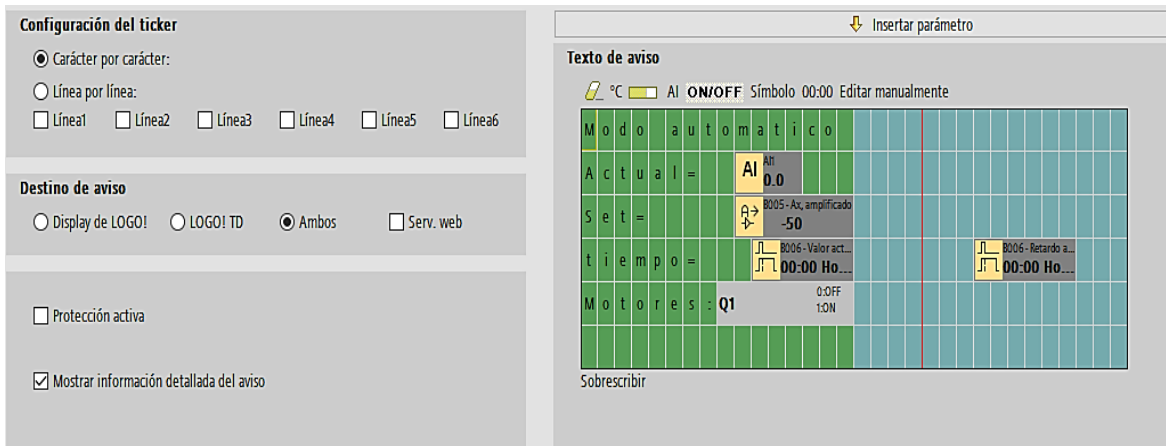 Configuración del ticker
Carácter por carácter:
Línea por línea:
Línea1 Línea2 Línea3 Línea4 Línea5 Línea6
Destino de aviso
Display de LOGO! LOGO! TD Ambos Serv. web
Protección activa
Mostrar información detallada del aviso
Insertar parámetro
Texto de aviso
°C AI ON/OFF Símbolo 00:00 Editar manualmente
Modo automatico
Actual= AI AI1
0.0
Set= A B005 - Ax, amplificado
-50
tiempo= B006 - Valor act... B006 - Retardo a...
00:00 Ho... 00:00 Ho...
Motores: Q1 0:OFF
1:ON
Sobrescribir